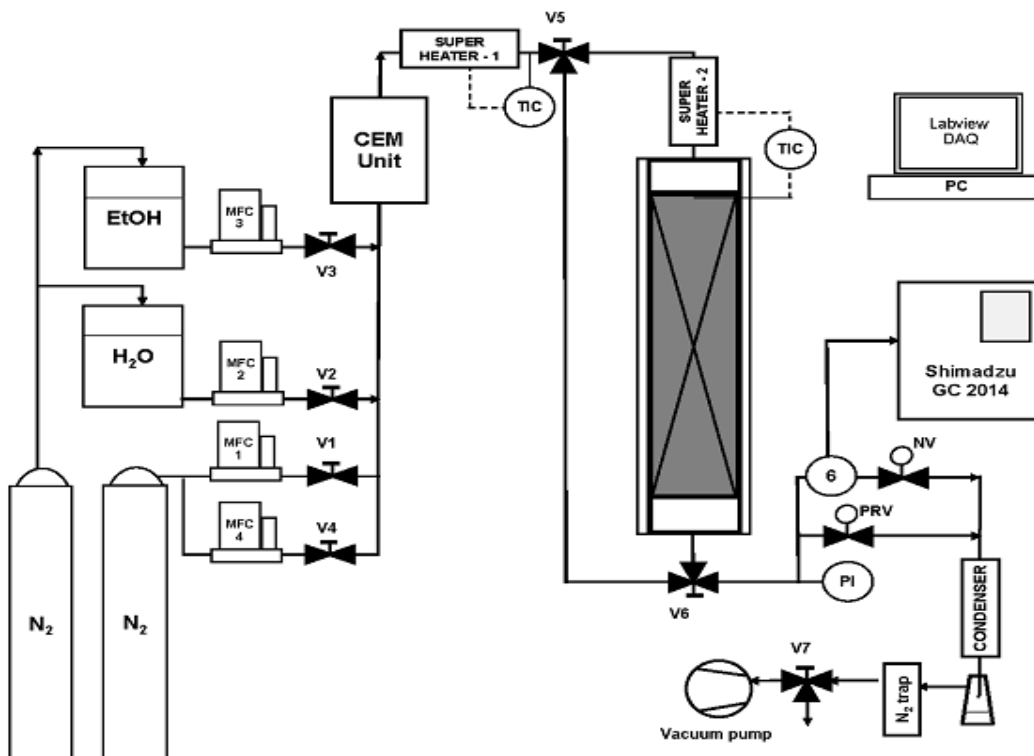 V5
SUPER
HEATER - 1
TIC
SUPER
HEATER - 2
TIC
Labview
DAQ
PC
CEM
Unit
EtOH
MFC
3
V3
H₂O
MFC
2
V2
MFC
1
V1
MFC
4
V4
N₂
N₂
Shimadzu
GC 2014
6
NV
PRV
PI
V6
CONDENSER
V7
N₂ trap
Vacuum pump